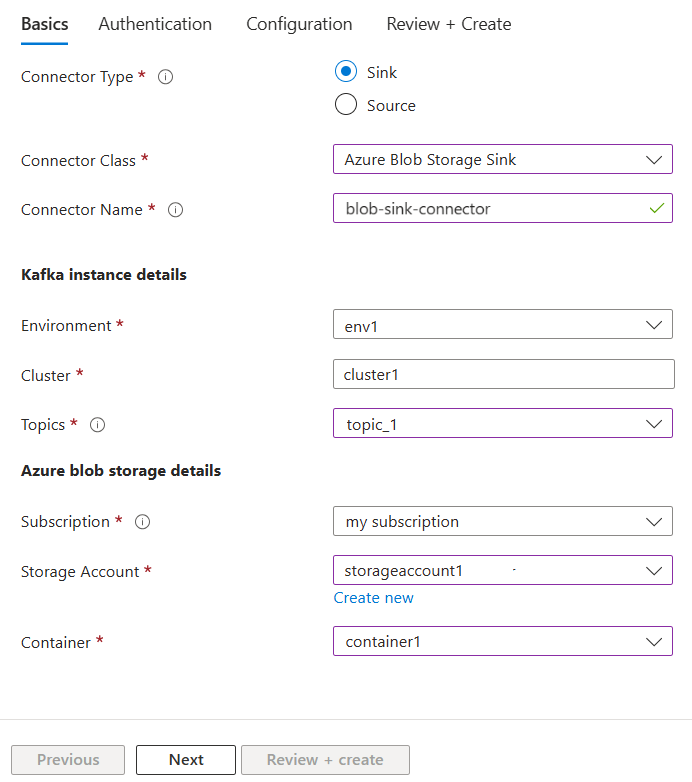 Basics Authentication Configuration Review + Create
Connector Type *
Sink
Source
Connector Class * Azure Blob Storage Sink
Connector Name * blob-sink-connector
Kafka instance details
Environment * env1
Cluster * cluster1
Topics * topic_1
Azure blob storage details
Subscription * my subscription
Storage Account * storageaccount1
Create new
Container * container1
Previous Next Review + create